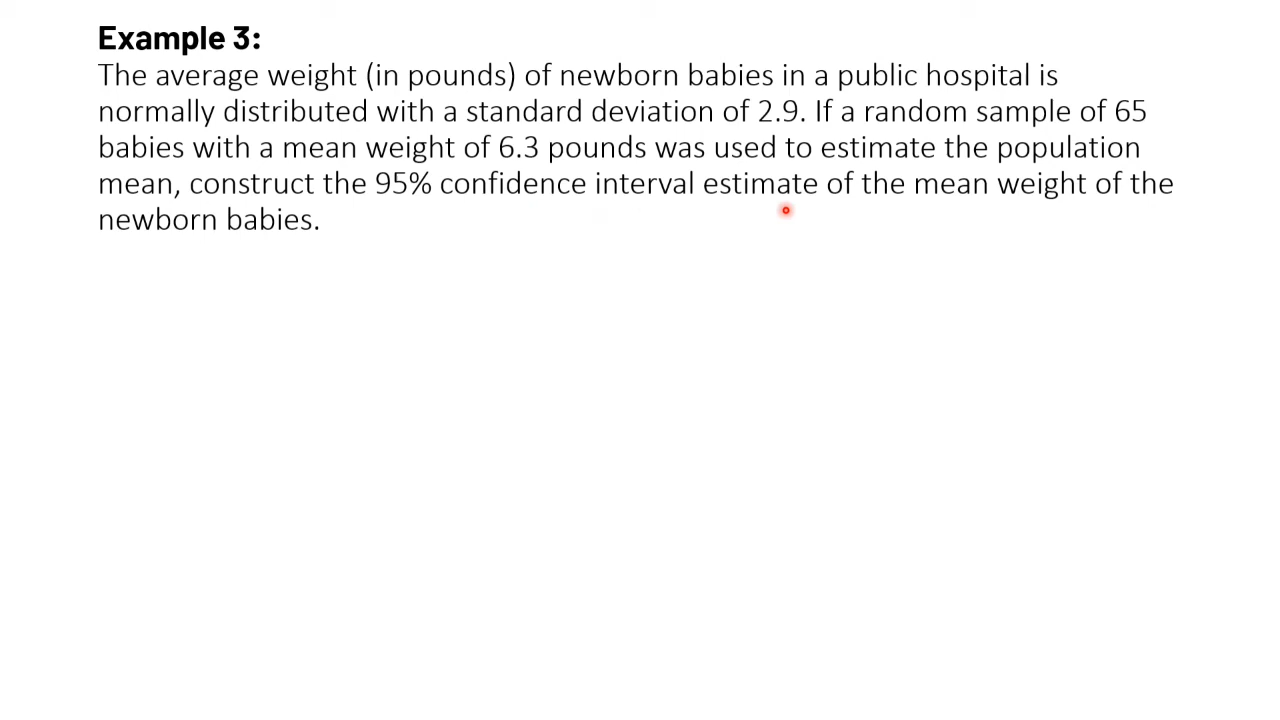 Example 3:
The average weight (in pounds) of newborn babies in a public hospital is
normally distributed with a standard deviation of 2.9. If a random sample of 65
babies with a mean weight of 6.3 pounds was used to estimate the population
mean, construct the 95% confidence interval estimate of the mean weight of the
newborn babies.